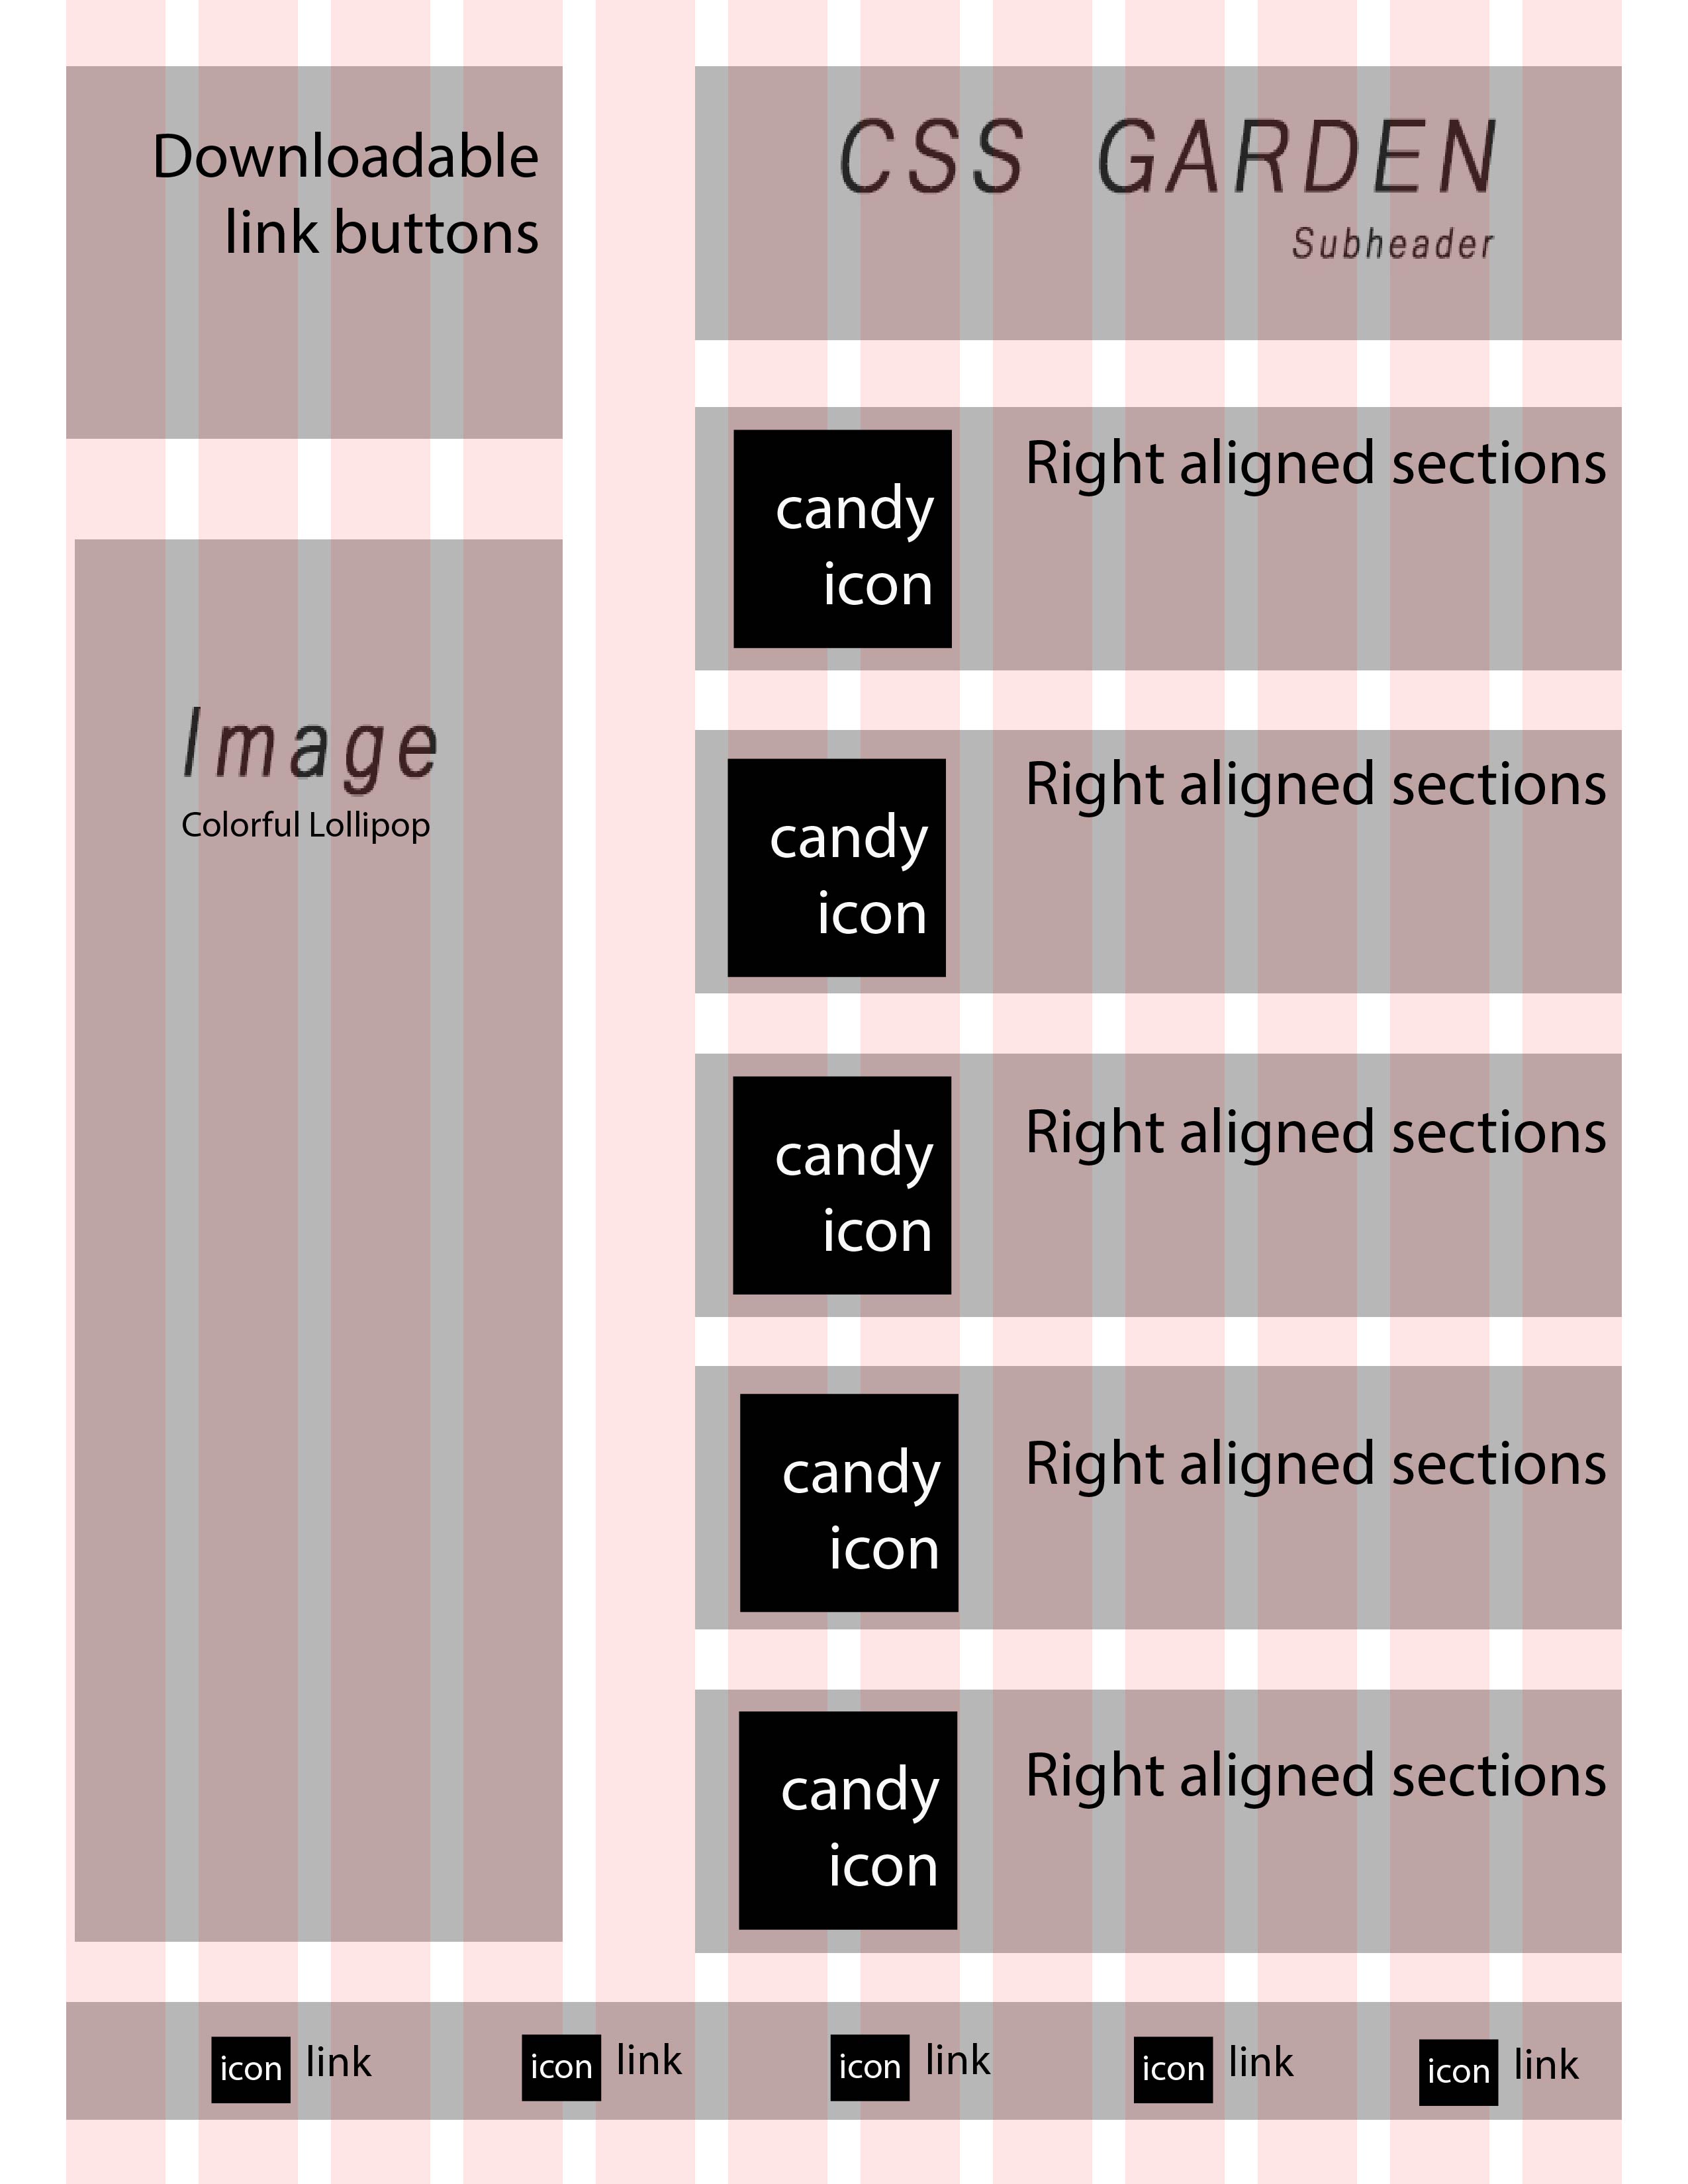 Downloadable
link buttons
CSS GARDEN
Subheader
Image
Colorful Lollipop
candy
icon
Right aligned sections
candy
icon
Right aligned sections
candy
icon
Right aligned sections
candy
icon
Right aligned sections
candy
icon
Right aligned sections
icon link
icon link
icon link
icon link
icon link